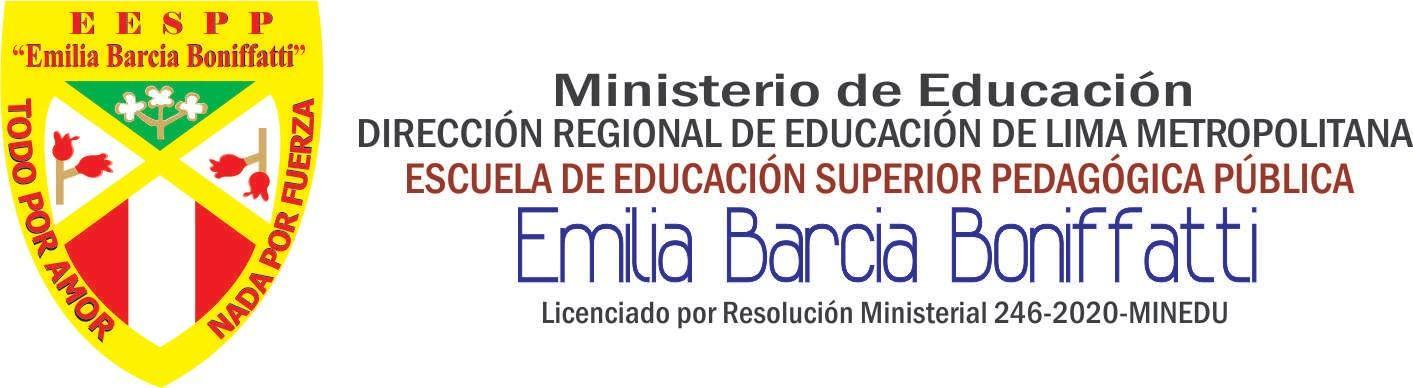 EESPP
“Emilia Barcia Boniffatti”
TODO POR AMOR
NADA POR FUERZA
Ministerio de Educación
DIRECCIÓN REGIONAL DE EDUCACIÓN DE LIMA METROPOLITANA
ESCUELA DE EDUCACIÓN SUPERIOR PEDAGÓGICA PÚBLICA
Emilia Barcia Boniffatti
Licenciado por Resolución Ministerial 246-2020-MINEDU